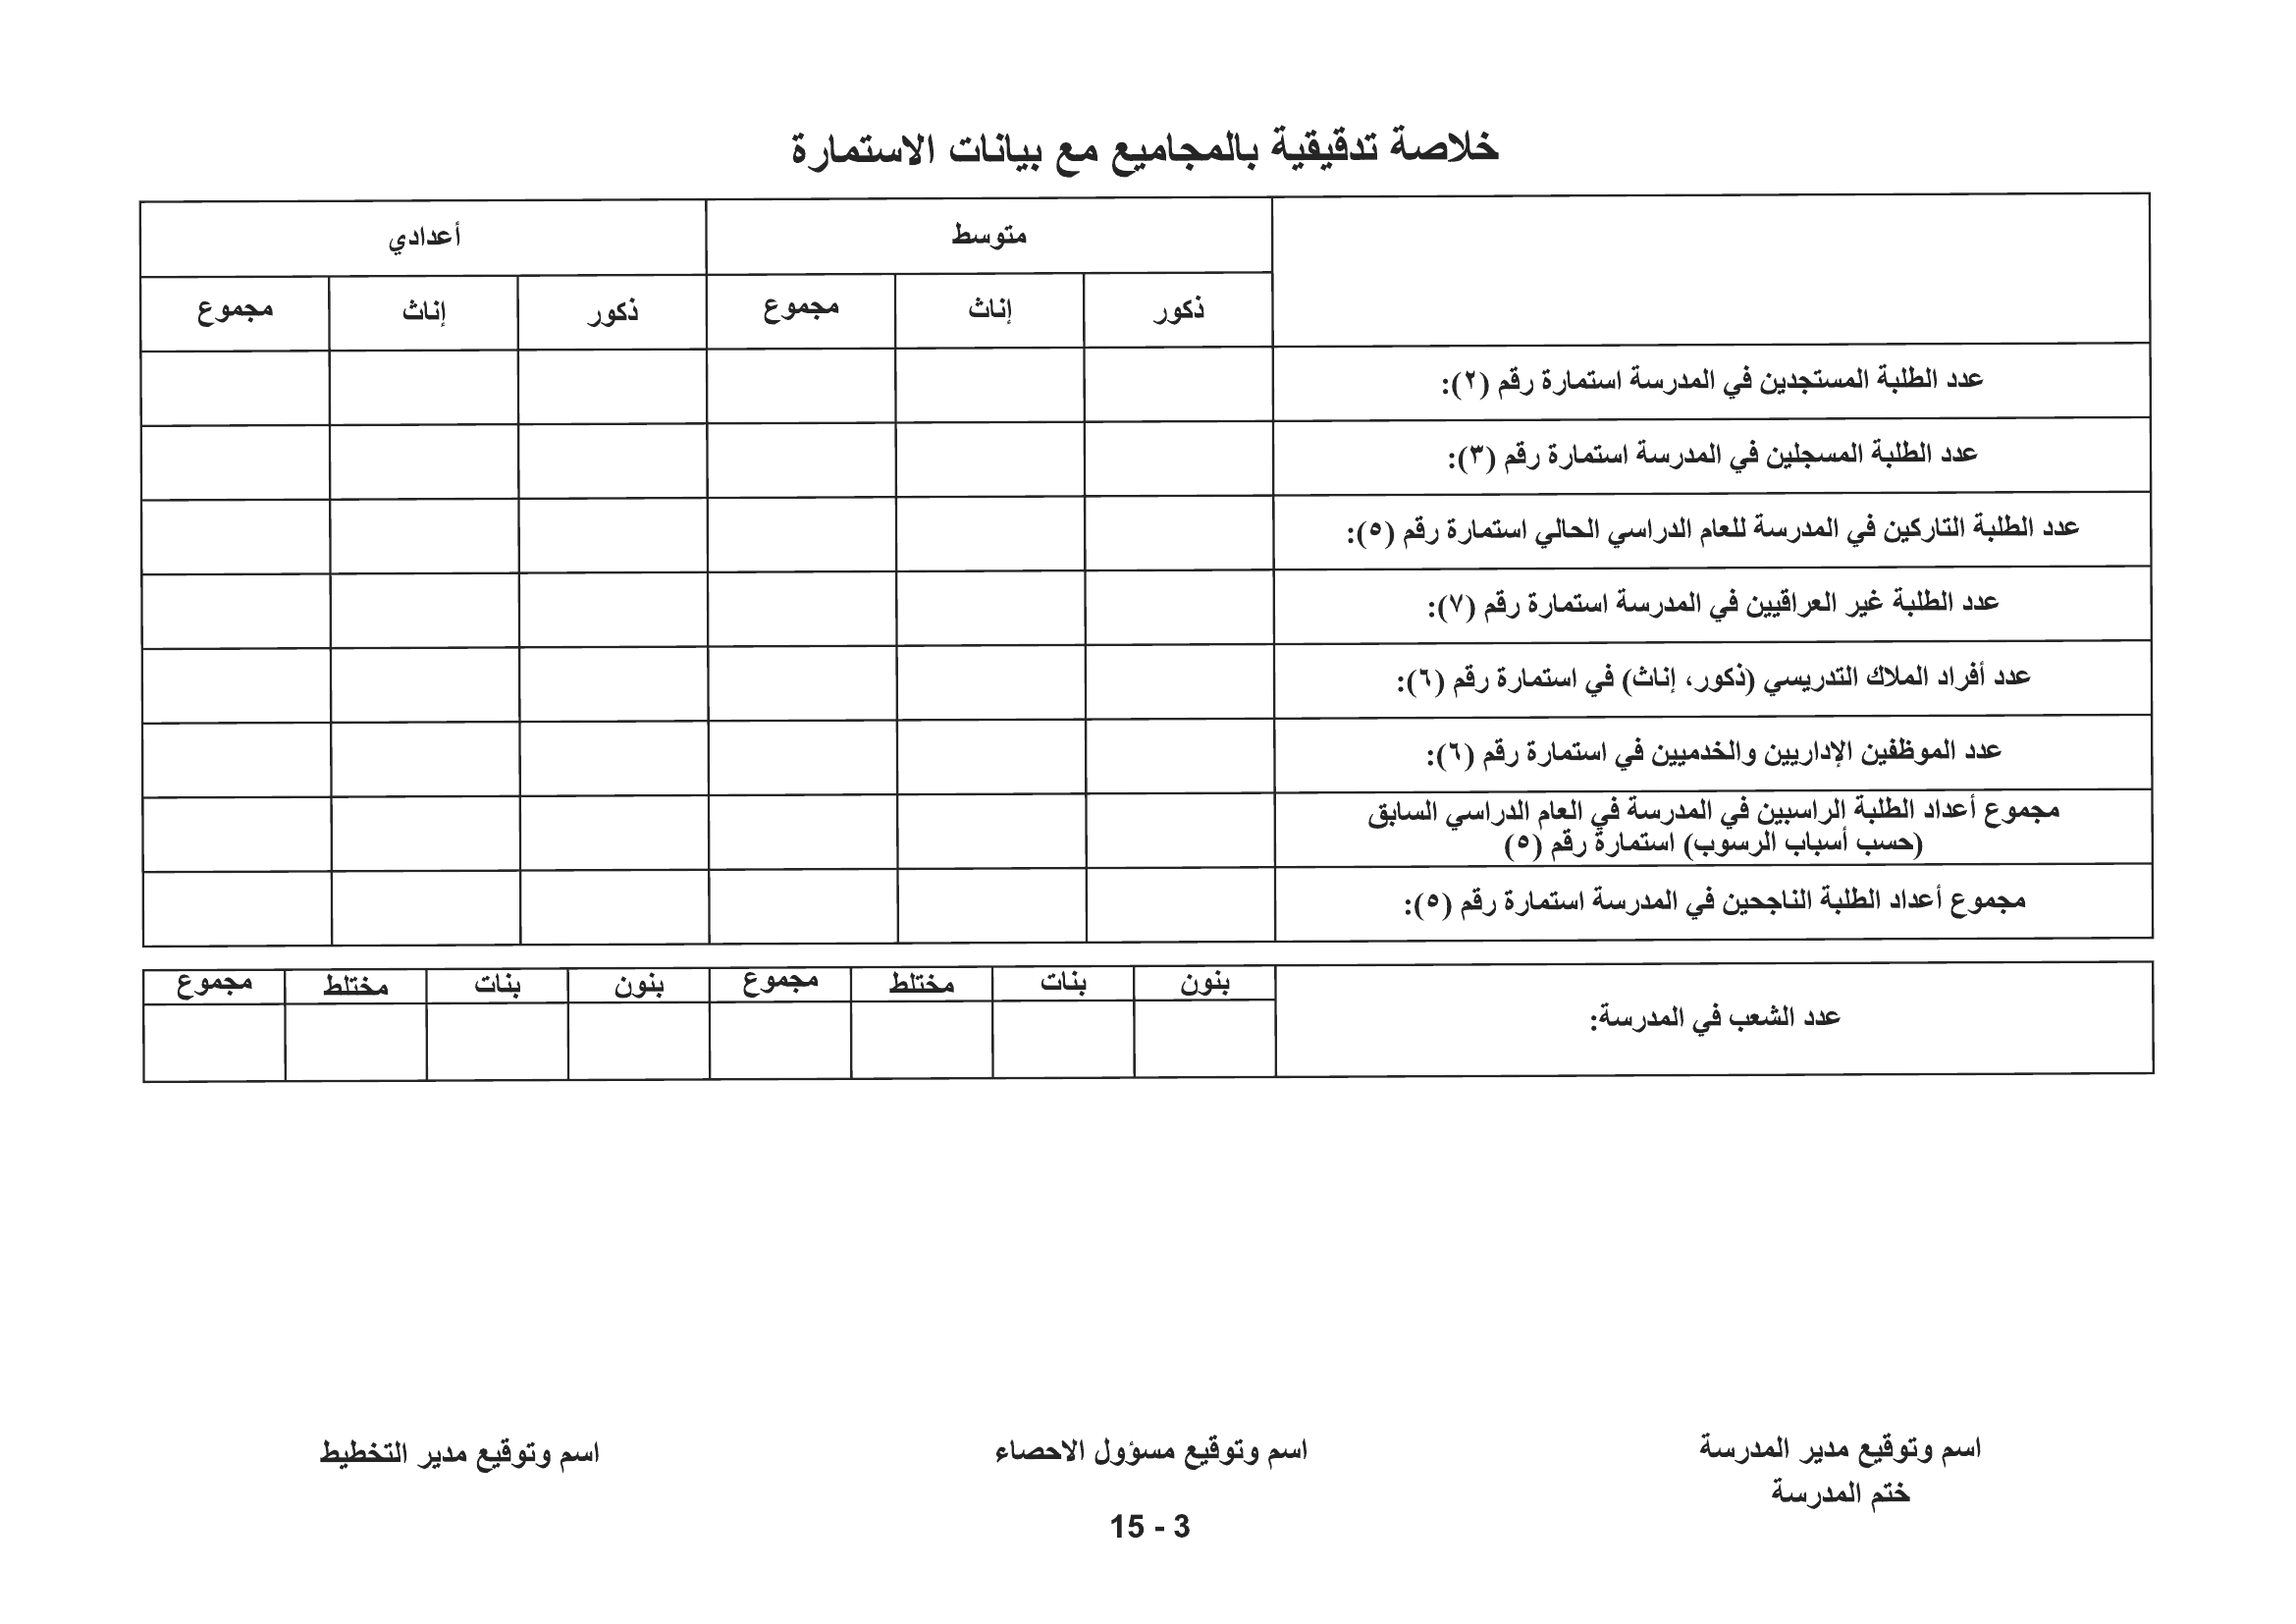 خلاصة تدقيقية بالمجاميع مع بيانات الاستمارة
متوسط أعدادي
ذكور إناث مجموع ذكور إناث مجموع
عدد الطلبة المستجدين في المدرسة استمارة رقم (٢):
عدد الطلبة المسجلين في المدرسة استمارة رقم (٣):
عدد الطلبة التاركين في المدرسة للعام الدراسي الحالي استمارة رقم (٥):
عدد الطلبة غير العراقيين في المدرسة استمارة رقم (٧):
عدد أفراد الملاك التدريسي (ذكور، إناث) في استمارة رقم (٦):
عدد الموظفين الإداريين والخدميين في استمارة رقم (٦):
مجموع أعداد الطلبة الراسبين في المدرسة في العام الدراسي السابق
(حسب أسباب الرسوب) استمارة رقم (٥)
مجموع أعداد الطلبة الناجحين في المدرسة استمارة رقم (٥):
بنون بنات مختلط مجموع بنون بنات مختلط مجموع
عدد الشعب في المدرسة:
اسم وتوقيع مدير المدرسة اسم وتوقيع مسؤول الاحصاء اسم وتوقيع مدير التخطيط
ختم المدرسة
15 - 3